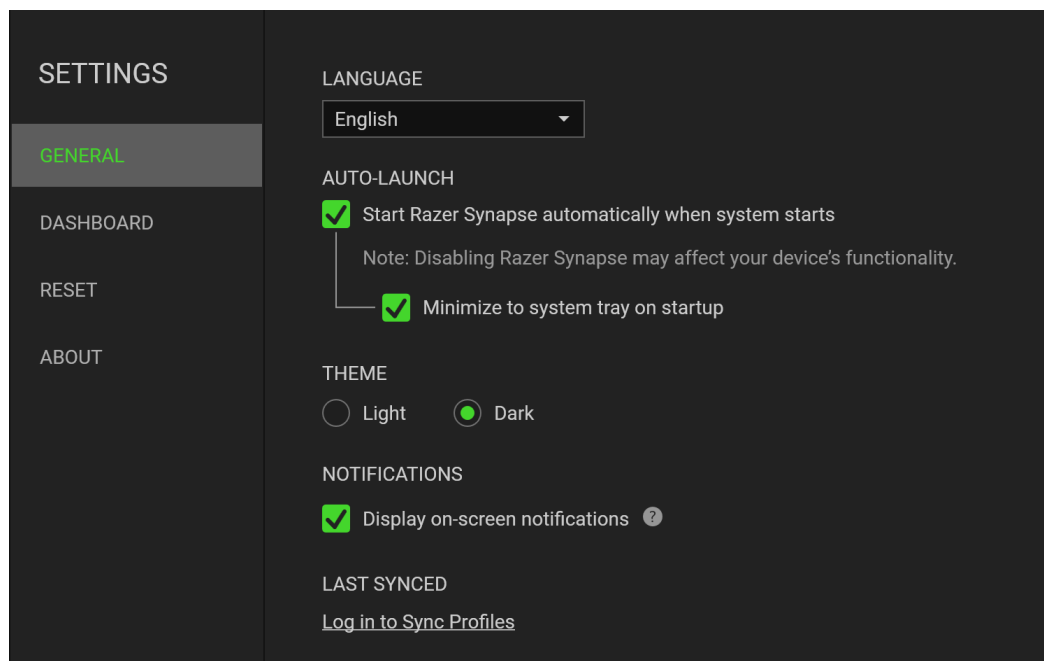 SETTINGS
GENERAL
DASHBOARD
RESET
ABOUT
LANGUAGE
English
AUTO-LAUNCH
Start Razer Synapse automatically when system starts
Note: Disabling Razer Synapse may affect your device’s functionality.
Minimize to system tray on startup
THEME
Light Dark
NOTIFICATIONS
Display on-screen notifications ?
LAST SYNCED
Log in to Sync Profiles